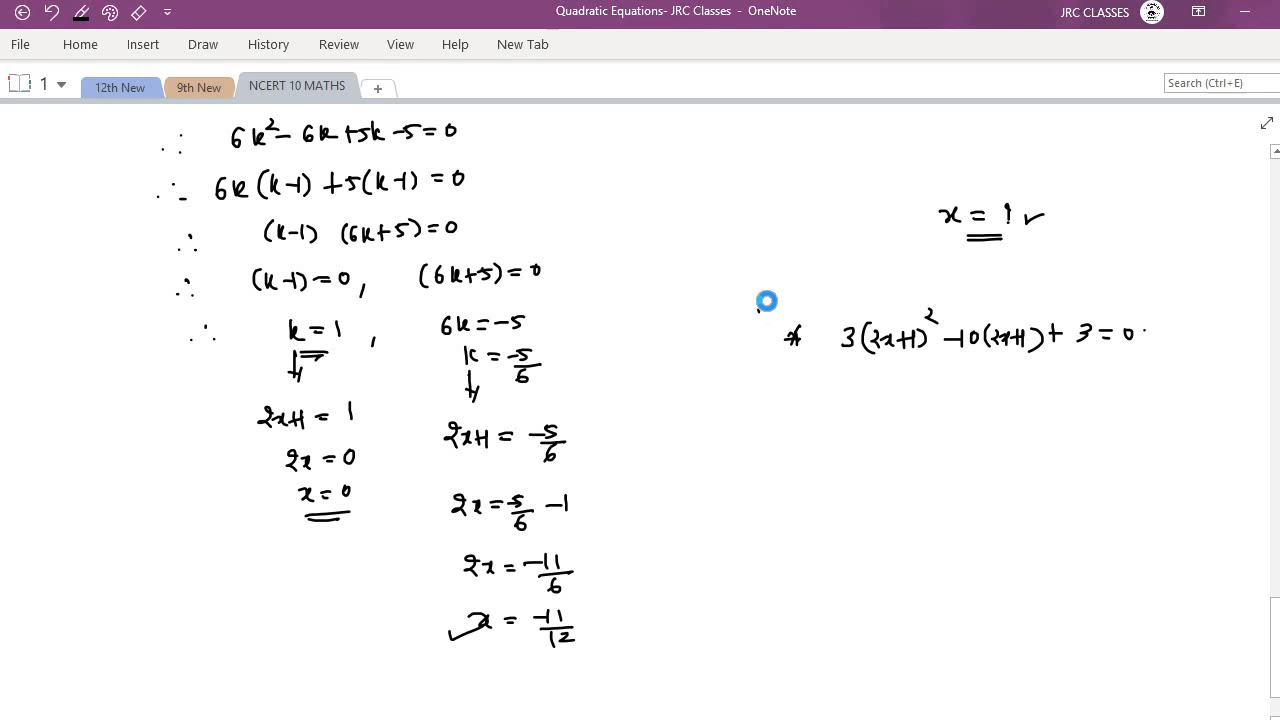 Quadratic Equations- JRC Classes - OneNote
JRC CLASSES
File Home Insert Draw History Review View Help New Tab
1 12th New 9th New NCERT 10 MATHS +
Search (Ctrl+E)
∴ 6k² - 6k + 5k - 5 = 0
∴ 6k (k-1) + 5(k-1) = 0
∴ (k-1) (6k+5) = 0
∴ (k-1) = 0, (6k+5) = 0
∴ k = 1, 6k = -5
k = -5/6
2x+1 = 1
2x = 0
x = 0
2x+1 = -5/6
2x = -5/6 - 1
2x = -11/6
x = -11/12
x = 1 ✓
* 3(2x+1)² - 10(2x+1) + 3 = 0